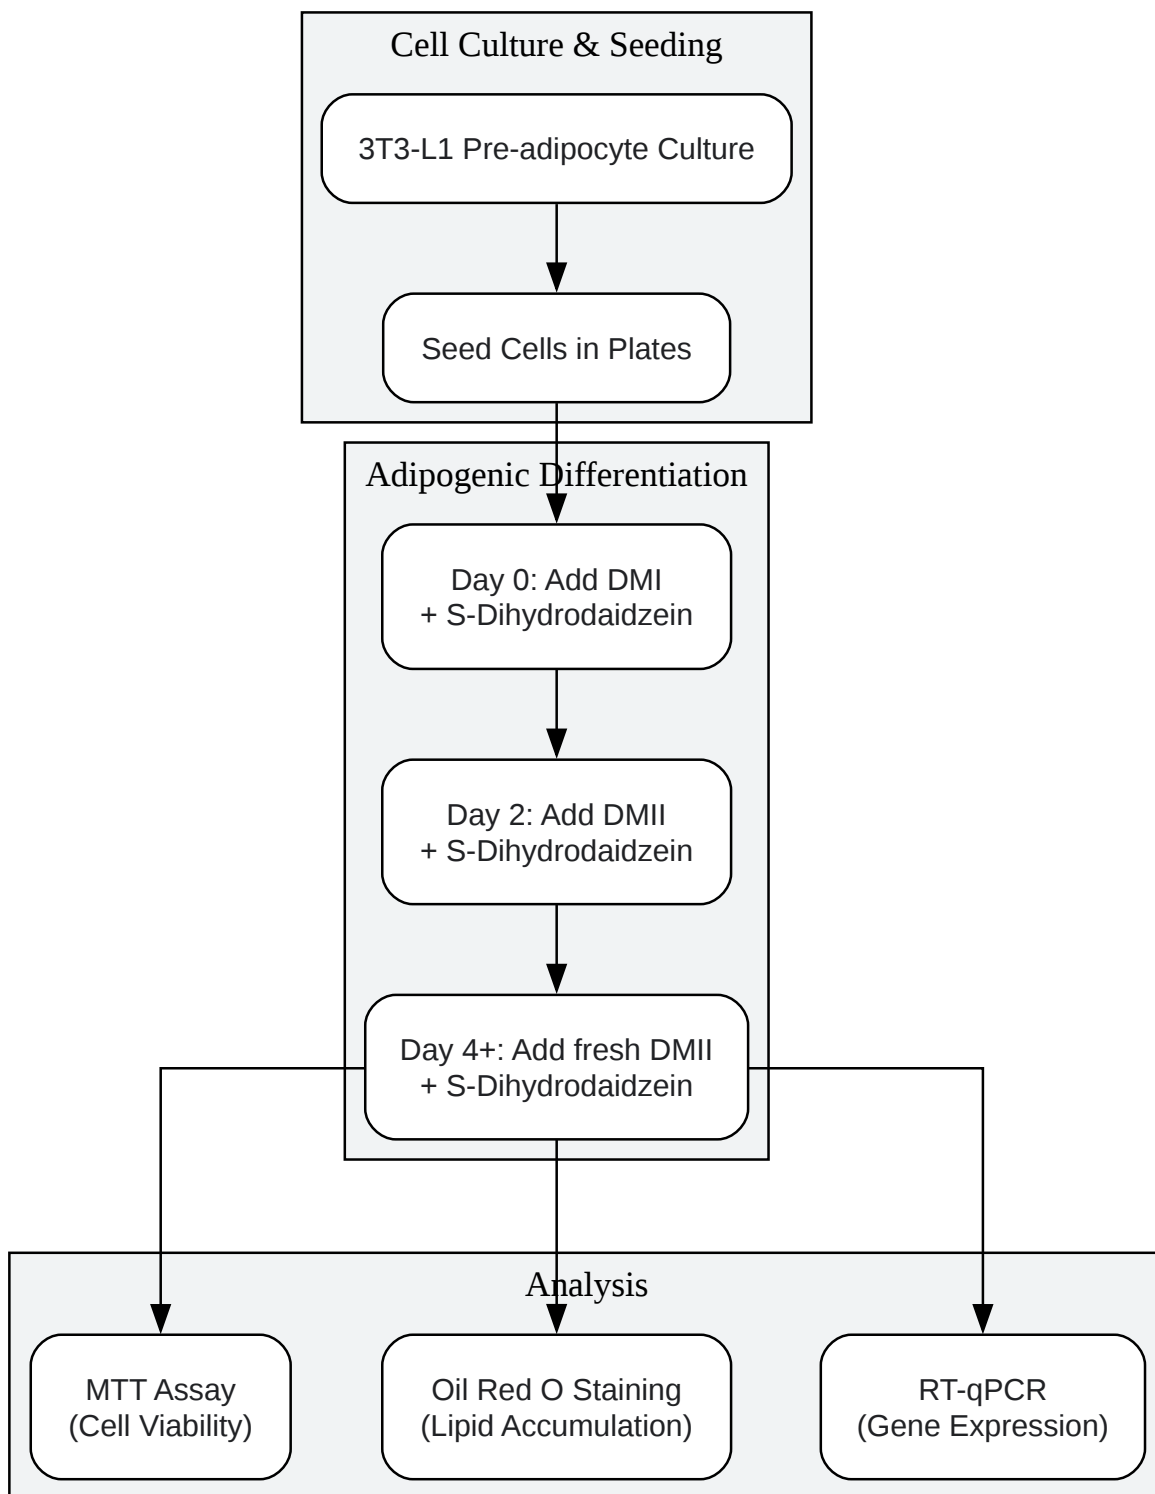 Cell Culture & Seeding
3T3-L1 Pre-adipocyte Culture
Seed Cells in Plates
Adipogenic Differentiation
Day 0: Add DMI
+ S-Dihydrodaidzein
Day 2: Add DMII
+ S-Dihydrodaidzein
Day 4+: Add fresh DMII
+ S-Dihydrodaidzein
Analysis
MTT Assay
(Cell Viability)
Oil Red O Staining
(Lipid Accumulation)
RT-qPCR
(Gene Expression)